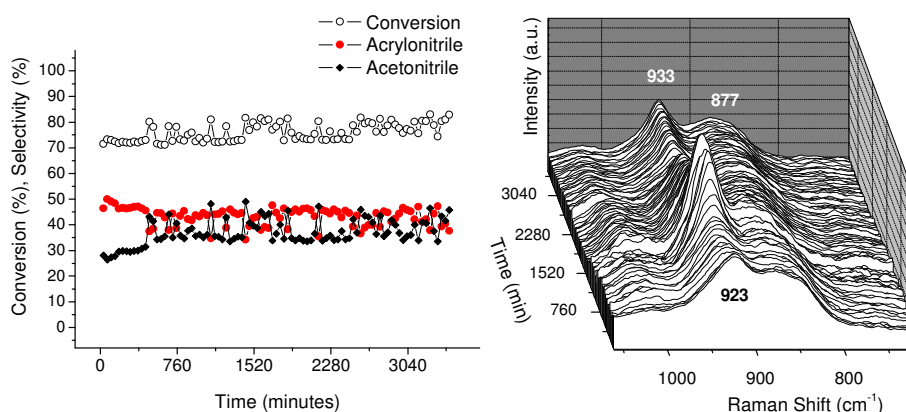 Conversion
Acrylonitrile
Acetonitrile
Conversion (%), Selectivity (%)
100
90
80
70
60
50
40
30
20
10
0
0 760 1520 2280 3040
Time (minutes)
Intensity (a.u.)
933
877
923
3040
2280
1520
760
Time (min)
1000 900 800
Raman Shift (cm⁻¹)